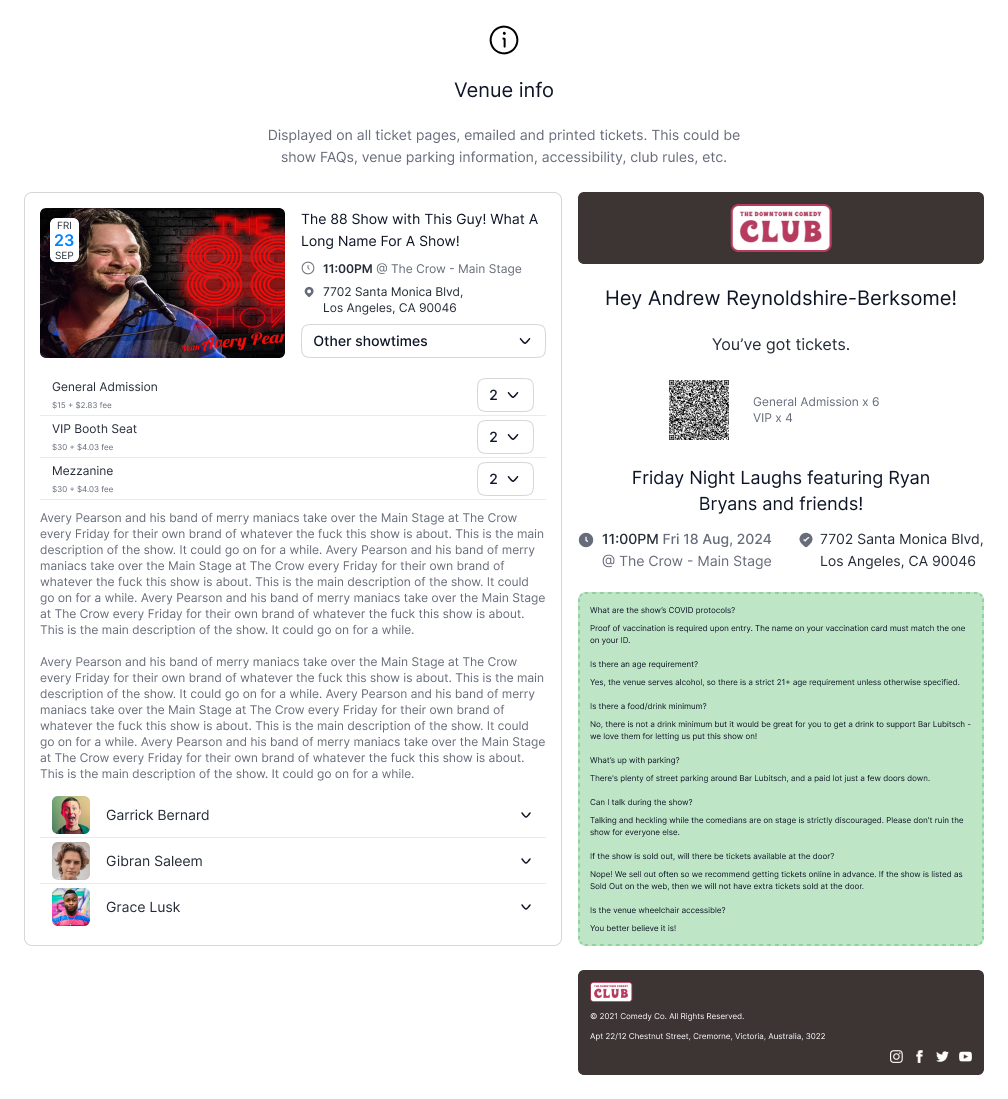 Venue info
Displayed on all ticket pages, emailed and printed tickets. This could be
show FAQs, venue parking information, accessibility, club rules, etc.
FRI
23
SEP
THE
88
SHOW
with Avery Pear
The 88 Show with This Guy! What A
Long Name For A Show!
11:00PM @ The Crow - Main Stage
7702 Santa Monica Blvd,
Los Angeles, CA 90046
Other showtimes
General Admission
$15 + $2.83 fee
2
VIP Booth Seat
$30 + $4.03 fee
2
Mezzanine
$30 + $4.03 fee
2
Avery Pearson and his band of merry maniacs take over the Main Stage at The Crow
every Friday for their own brand of whatever the fuck this show is about. This is the main
description of the show. It could go on for a while. Avery Pearson and his band of merry
maniacs take over the Main Stage at The Crow every Friday for their own brand of
whatever the fuck this show is about. This is the main description of the show. It could
go on for a while. Avery Pearson and his band of merry maniacs take over the Main Stage
at The Crow every Friday for their own brand of whatever the fuck this show is about.
This is the main description of the show. It could go on for a while.
Avery Pearson and his band of merry maniacs take over the Main Stage at The Crow
every Friday for their own brand of whatever the fuck this show is about. This is the main
description of the show. It could go on for a while. Avery Pearson and his band of merry
maniacs take over the Main Stage at The Crow every Friday for their own brand of
whatever the fuck this show is about. This is the main description of the show. It could
go on for a while. Avery Pearson and his band of merry maniacs take over the Main Stage
at The Crow every Friday for their own brand of whatever the fuck this show is about.
This is the main description of the show. It could go on for a while.
Garrick Bernard
Gibran Saleem
Grace Lusk
THE DOWNTOWN COMEDY
CLUB
Hey Andrew Reynoldshire-Berksome!
You've got tickets.
General Admission x 6
VIP x 4
Friday Night Laughs featuring Ryan
Bryans and friends!
11:00PM Fri 18 Aug, 2024
@ The Crow - Main Stage
7702 Santa Monica Blvd,
Los Angeles, CA 90046
What are the show's COVID protocols?
Proof of vaccination is required upon entry. The name on your vaccination card must match the one
on your ID.
Is there an age requirement?
Yes, the venue serves alcohol, so there is a strict 21+ age requirement unless otherwise specified.
Is there a food/drink minimum?
No, there is not a drink minimum but it would be great for you to get a drink to support Bar Lubitsch -
we love them for letting us put this show on!
What's up with parking?
There's plenty of street parking around Bar Lubitsch, and a paid lot just a few doors down.
Can I talk during the show?
Talking and heckling while the comedians are on stage is strictly discouraged. Please don't ruin the
show for everyone else.
If the show is sold out, will there be tickets available at the door?
Nope! We sell out often so we recommend getting tickets online in advance. If the show is listed as
Sold Out on the web, then we will not have extra tickets sold at the door.
Is the venue wheelchair accessible?
You better believe it is!
THE DOWNTOWN COMEDY
CLUB
© 2021 Comedy Co. All Rights Reserved.
Apt 22/12 Chestnut Street, Cremorne, Victoria, Australia, 3022